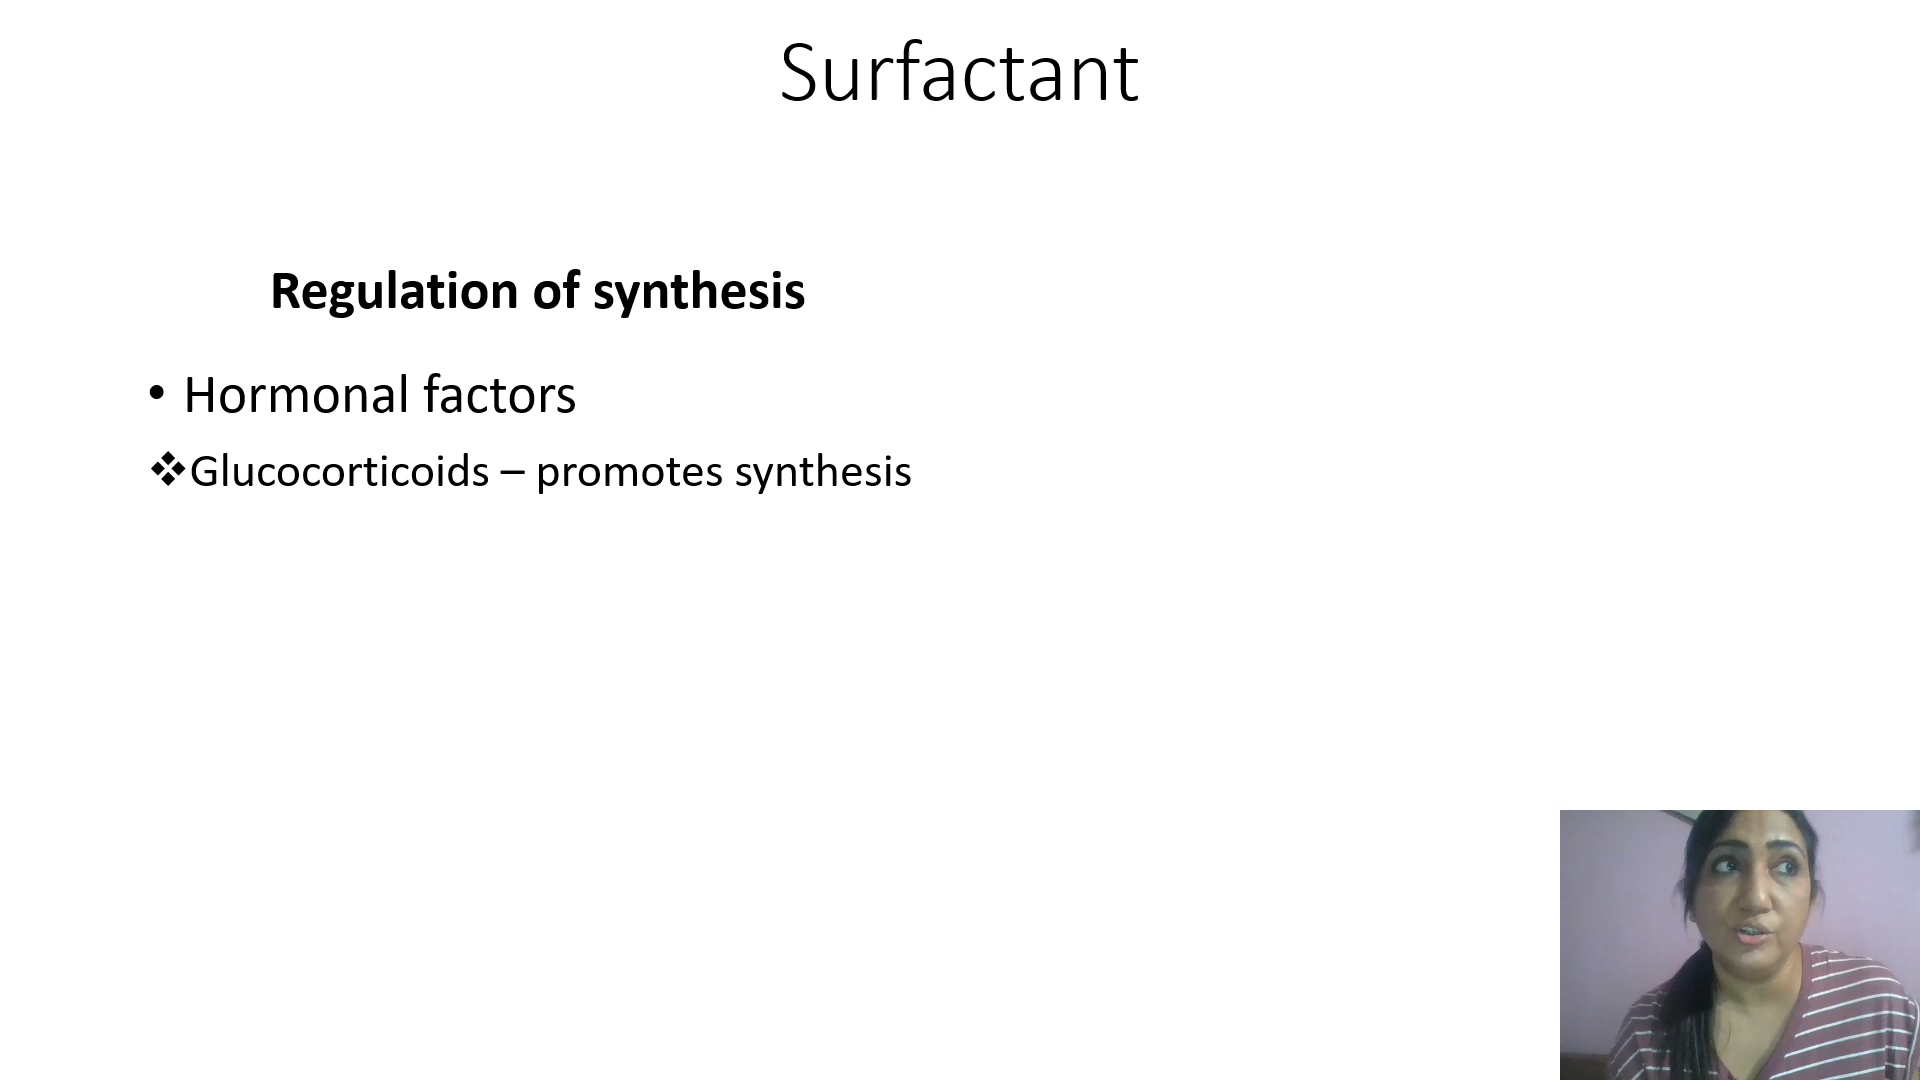 Surfactant
Regulation of synthesis
• Hormonal factors
❖Glucocorticoids – promotes synthesis